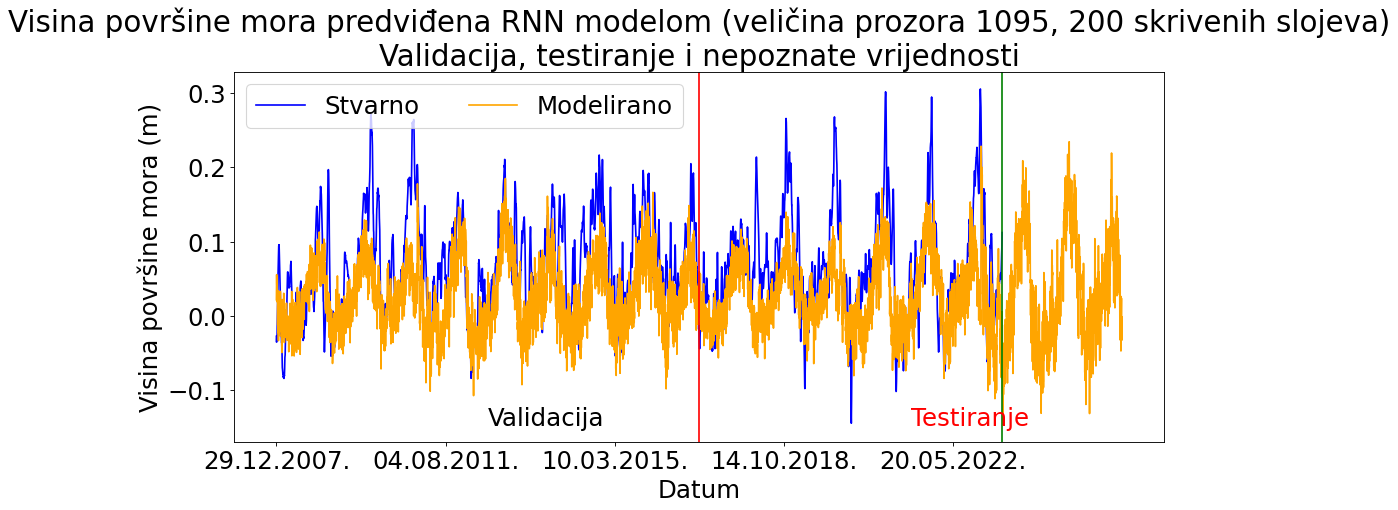 Visina površine mora predviđena RNN modelom (veličina prozora 1095, 200 skrivenih slojeva)
Validacija, testiranje i nepoznate vrijednosti
Stvarno Modelirano
Visina površine mora (m)
0.3
0.2
0.1
0.0
−0.1
Validacija
Testiranje
29.12.2007. 04.08.2011. 10.03.2015. 14.10.2018. 20.05.2022.
Datum